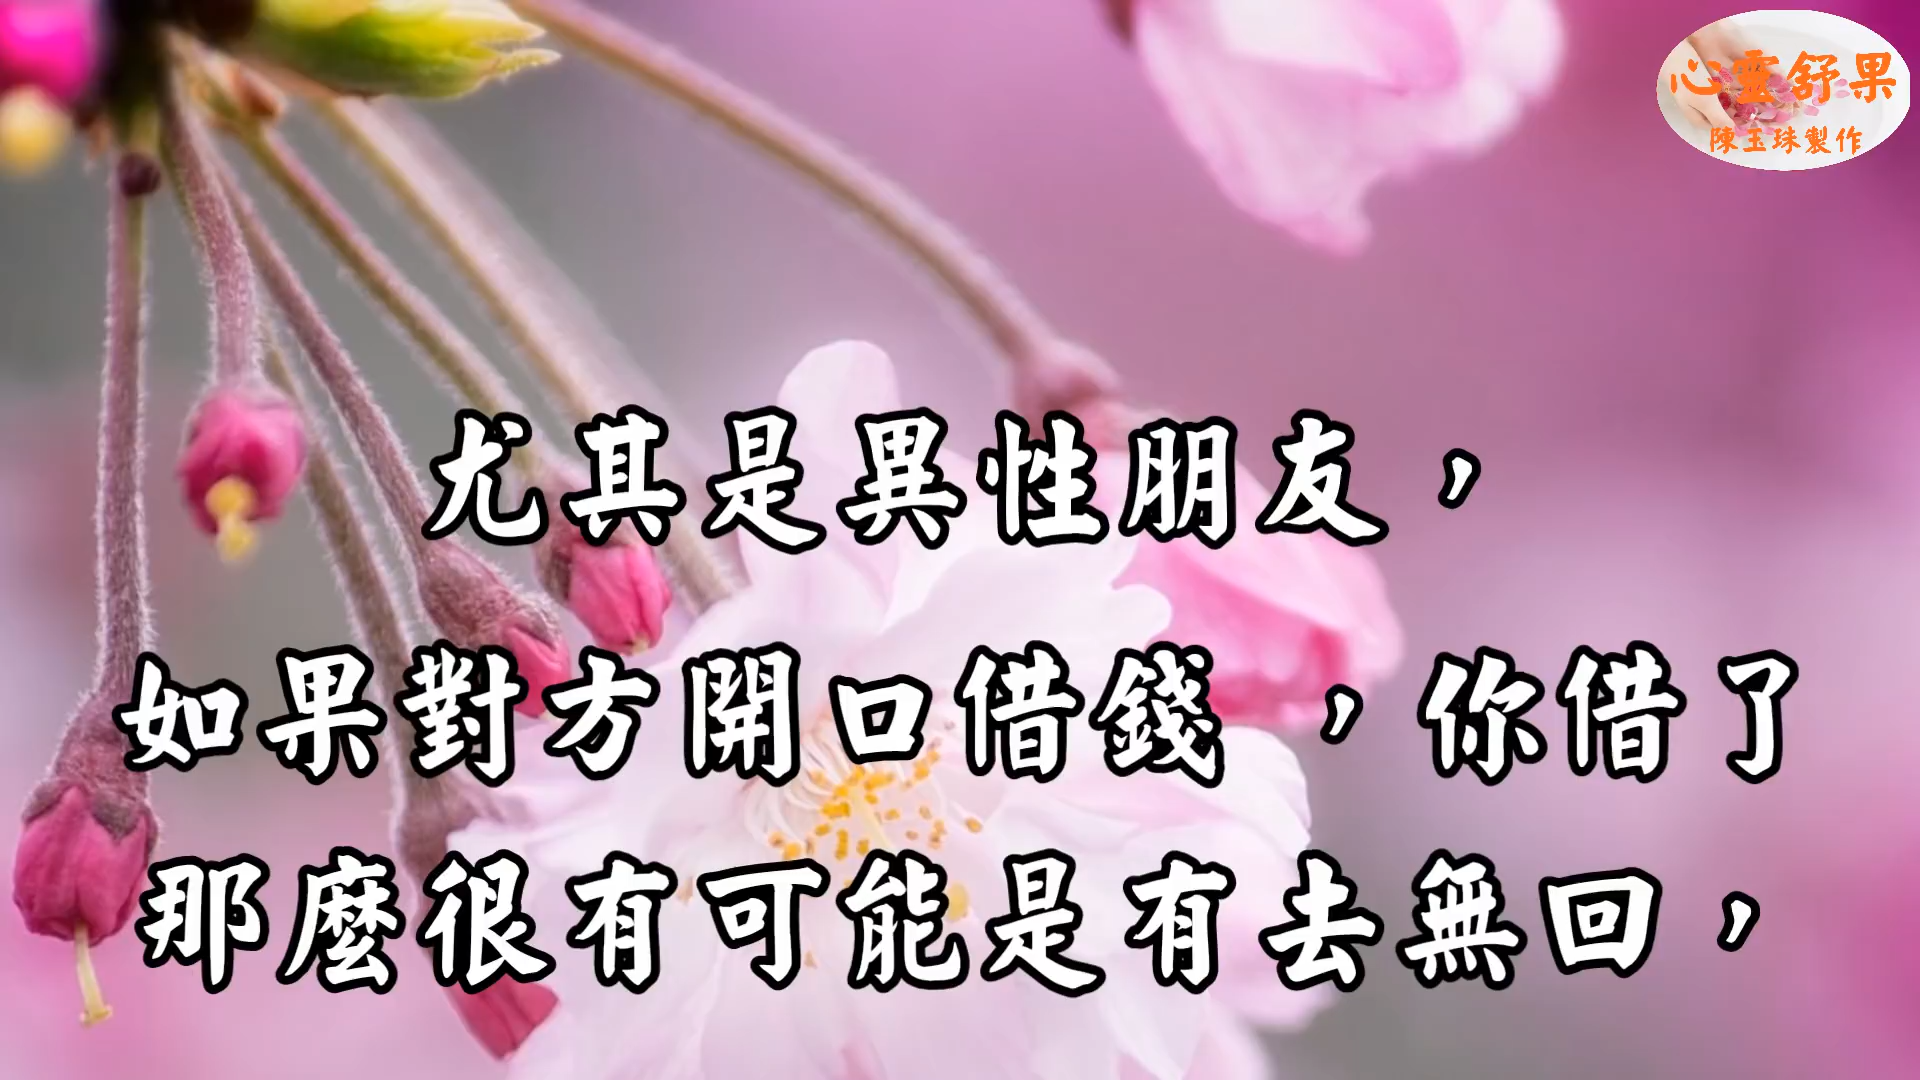 心靈舒果
陳玉珠製作
尤其是異性朋友，
如果對方開口借錢，你借了
那麼很有可能是有去無回，